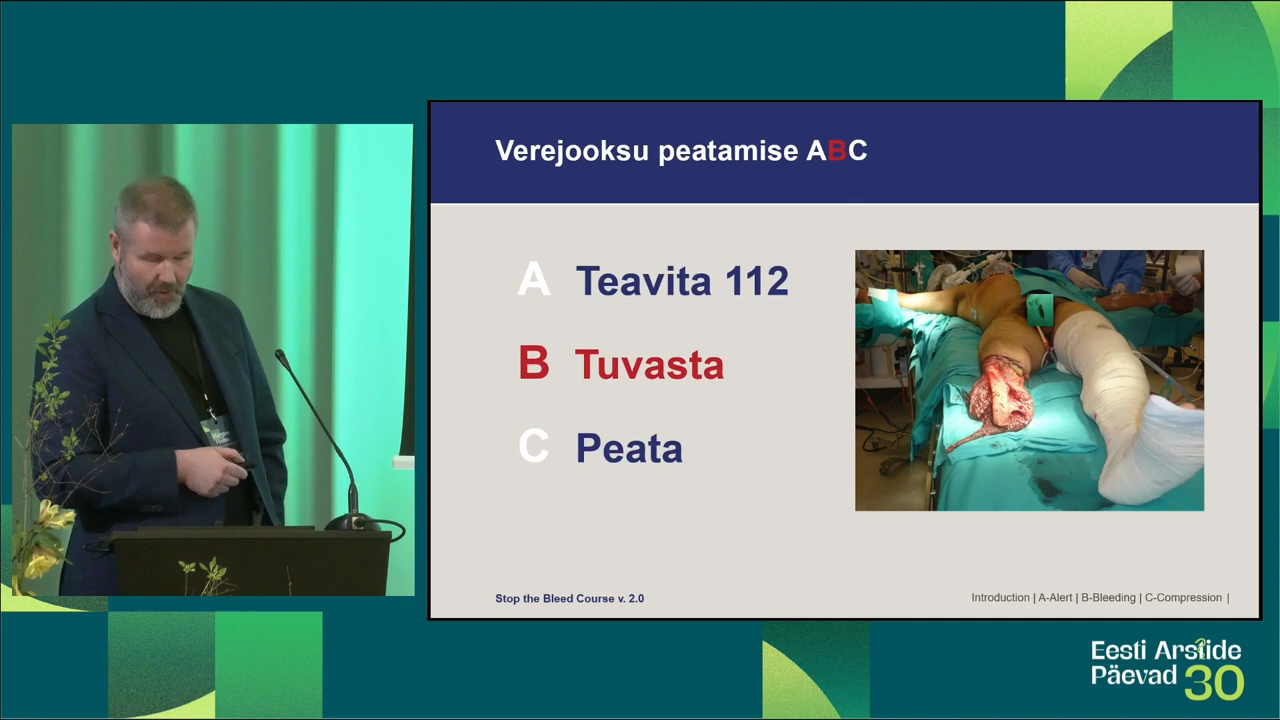 Verejooksu peatamise ABC
A Teavita 112
B Tuvasta
C Peata
Stop the Bleed Course v. 2.0
Introduction | A-Alert | B-Bleeding | C-Compression |
Eesti Arstide
Päevad 30